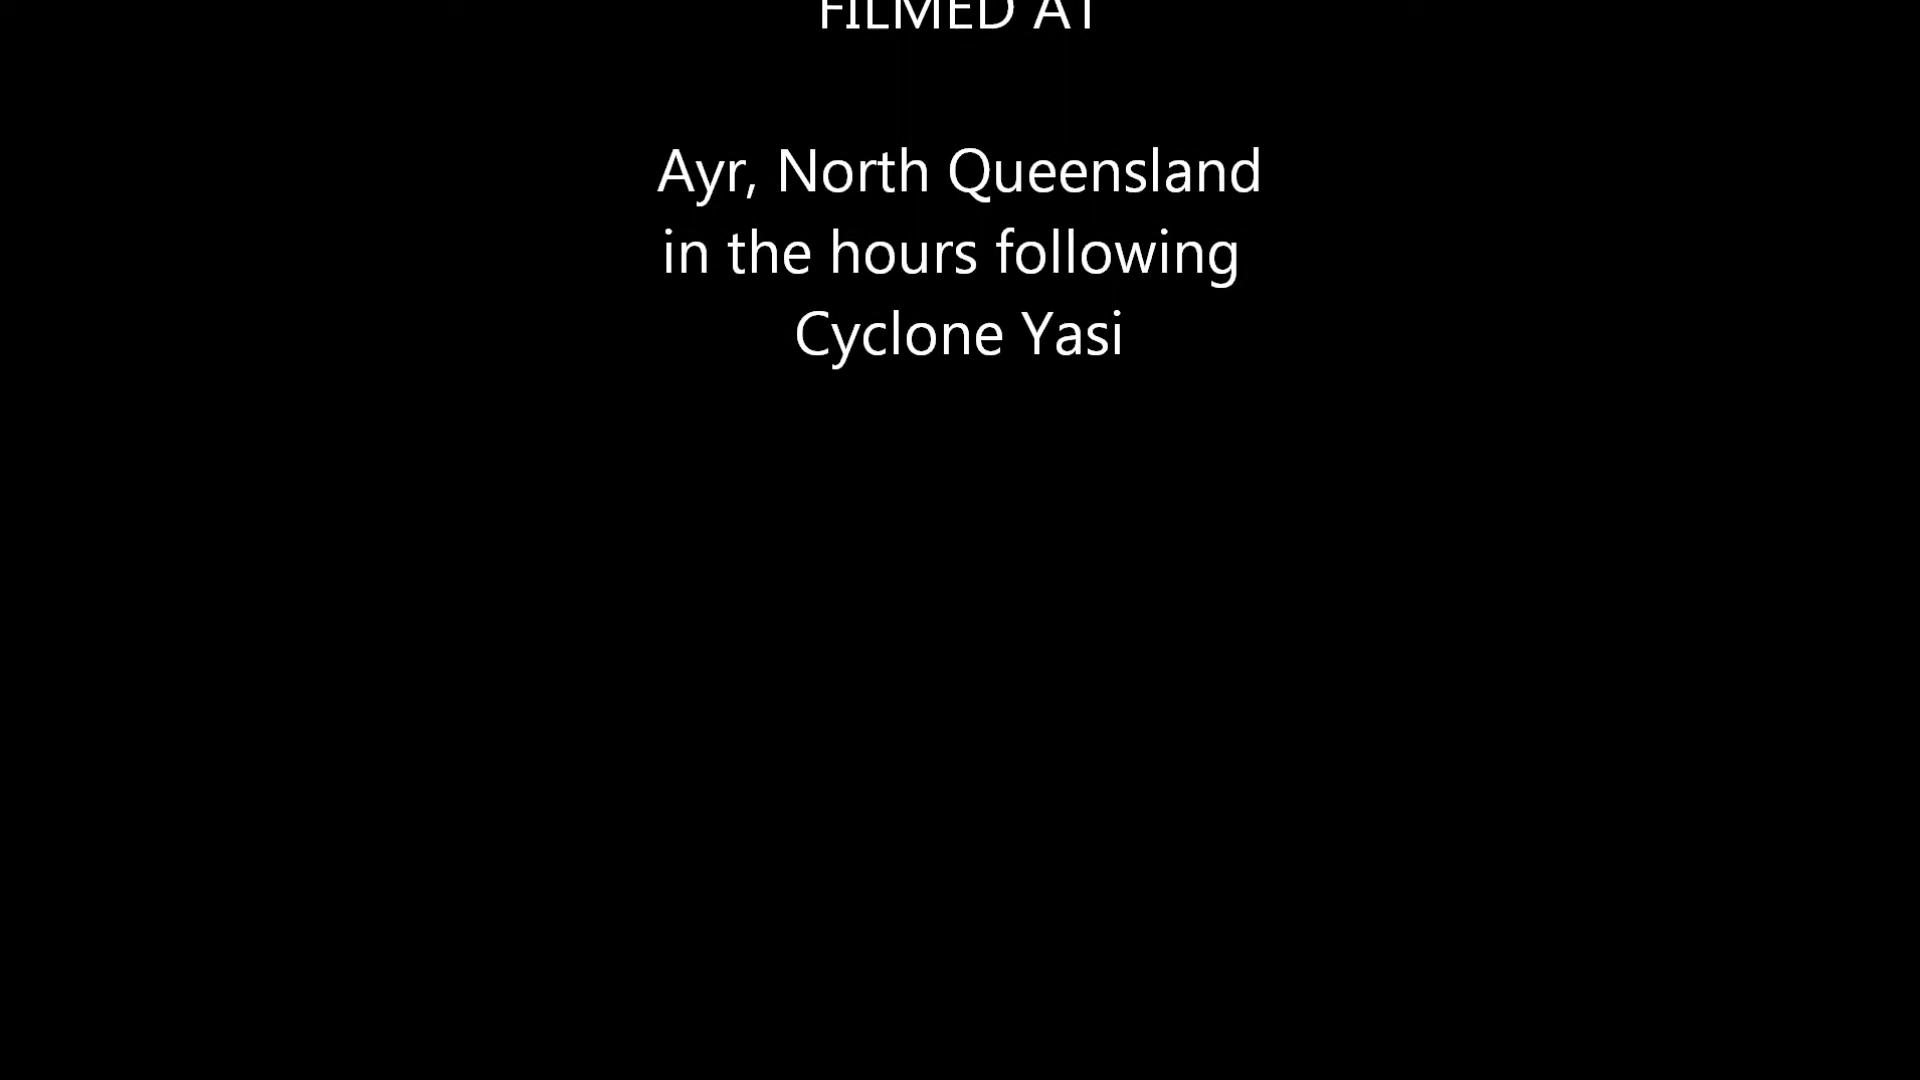 FILMED AT
Ayr, North Queensland
in the hours following
Cyclone Yasi